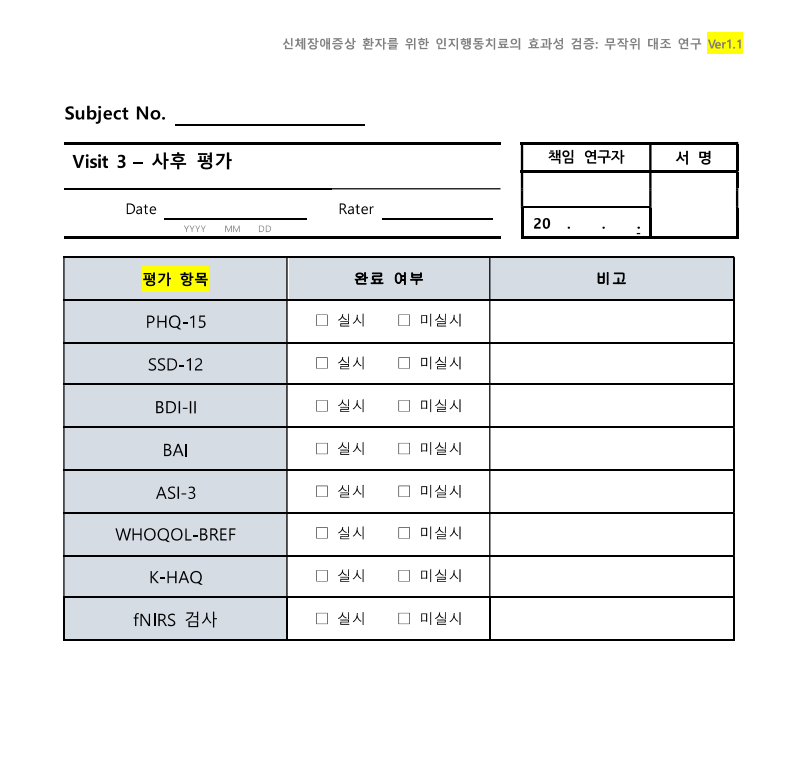 신체장애증상 환자를 위한 인지행동치료의 효과성 검증: 무작위 대조 연구 Ver1.1
Subject No.
Visit 3 – 사후 평가
책임 연구자 서 명
Date Rater
YYYY MM DD
20 . . .
평가 항목 완료 여부 비고
PHQ-15 □ 실시 □ 미실시
SSD-12 □ 실시 □ 미실시
BDI-II □ 실시 □ 미실시
BAI □ 실시 □ 미실시
ASI-3 □ 실시 □ 미실시
WHOQOL-BREF □ 실시 □ 미실시
K-HAQ □ 실시 □ 미실시
fNIRS 검사 □ 실시 □ 미실시